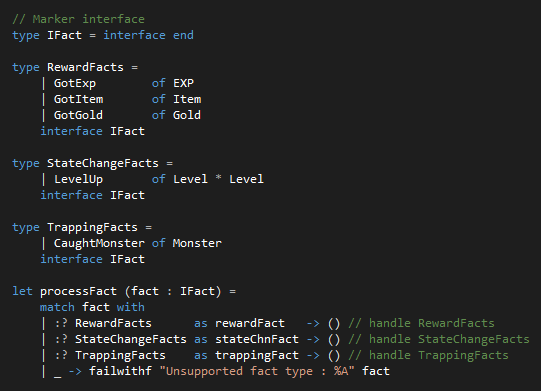 // Marker interface
type IFact = interface end
type RewardFacts =
| GotExp of EXP
| GotItem of Item
| GotGold of Gold
interface IFact
type StateChangeFacts =
| LevelUp of Level * Level
interface IFact
type TrappingFacts =
| CaughtMonster of Monster
interface IFact
let processFact (fact : IFact) =
match fact with
| :? RewardFacts as rewardFact -> () // handle RewardFacts
| :? StateChangeFacts as stateChnFact -> () // handle StateChangeFacts
| :? TrappingFacts as trappingFact -> () // handle TrappingFacts
| _ -> failwithf "Unsupported fact type : %A" fact